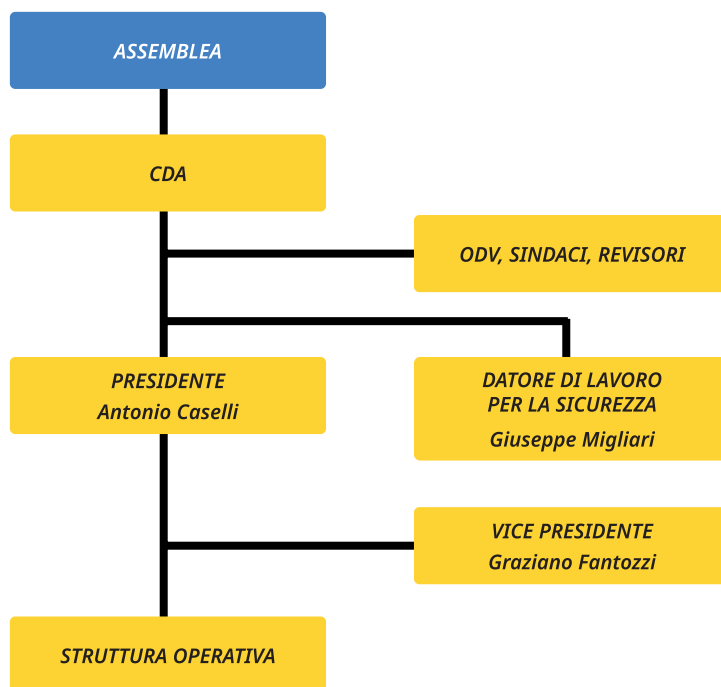 ASSEMBLEA
CDA
ODV, SINDACI, REVISORI
PRESIDENTE
Antonio Caselli
DATORE DI LAVORO
PER LA SICUREZZA
Giuseppe Migliari
VICE PRESIDENTE
Graziano Fantozzi
STRUTTURA OPERATIVA